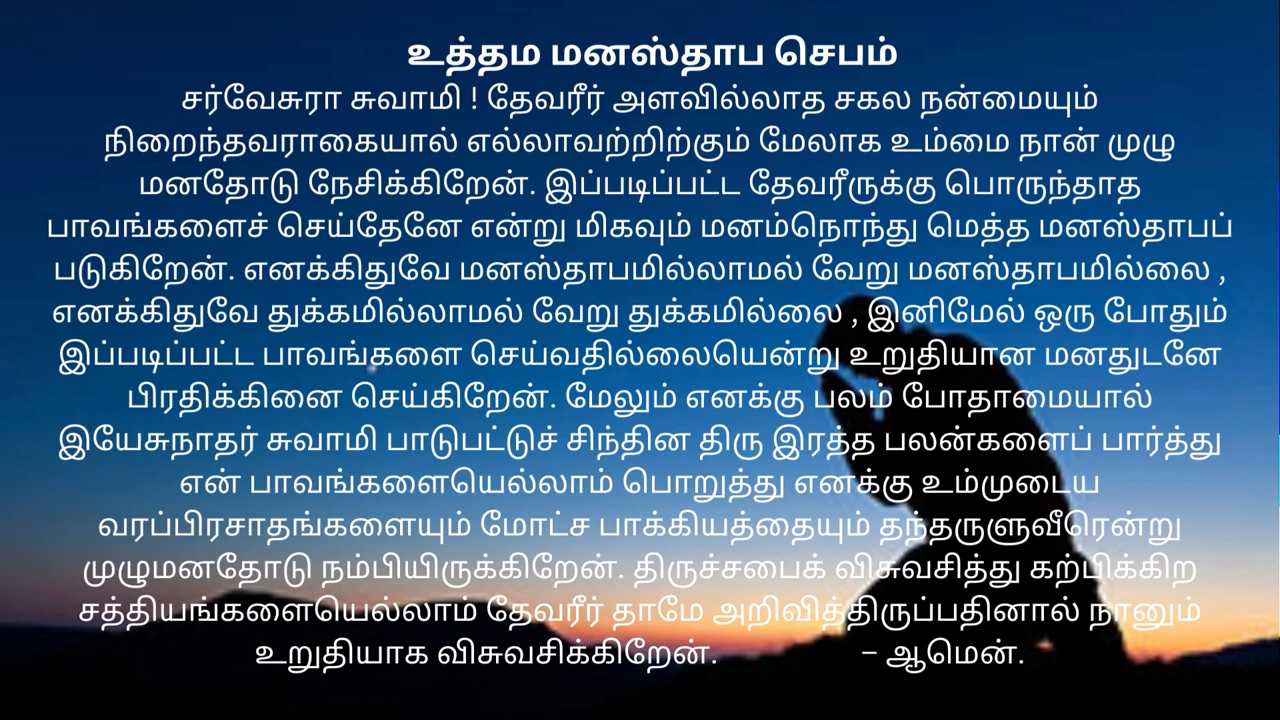 உத்தம மனஸ்தாப செபம்
சர்வேசுரா சுவாமி ! தேவரீர் அளவில்லாத சகல நன்மையும்
நிறைந்தவராகையால் எல்லாவற்றிற்கும் மேலாக உம்மை நான் முழு
மனதோடு நேசிக்கிறேன். இப்படிப்பட்ட தேவரீருக்கு பொருந்தாத
பாவங்களைச் செய்தேனே என்று மிகவும் மனம்நொந்து மெத்த மனஸ்தாபப்
படுகிறேன். எனக்கிதுவே மனஸ்தாபமில்லாமல் வேறு மனஸ்தாபமில்லை ,
எனக்கிதுவே துக்கமில்லாமல் வேறு துக்கமில்லை , இனிமேல் ஒரு போதும்
இப்படிப்பட்ட பாவங்களை செய்வதில்லையென்று உறுதியான மனதுடனே
பிரதிக்கினை செய்கிறேன். மேலும் எனக்கு பலம் போதாமையால்
இயேசுநாதர் சுவாமி பாடுபட்டுச் சிந்தின திரு இரத்த பலன்களைப் பார்த்து
என் பாவங்களையெல்லாம் பொறுத்து எனக்கு உம்முடைய
வரப்பிரசாதங்களையும் மோட்ச பாக்கியத்தையும் தந்தருளுவீரென்று
முழுமனதோடு நம்பியிருக்கிறேன். திருச்சபைக் விசுவசித்து கற்பிக்கிற
சத்தியங்களையெல்லாம் தேவரீர் தாமே அறிவித்திருப்பதினால் நானும்
உறுதியாக விசுவசிக்கிறேன். – ஆமென்.